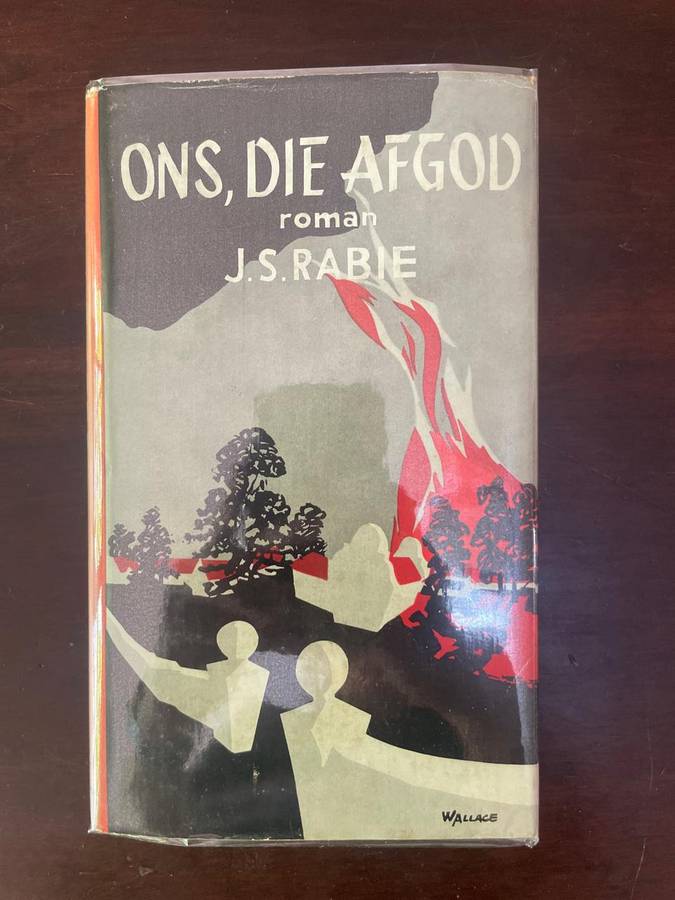 ONS, DIE AFGOD
roman
J.S. RABIE
WALLACE